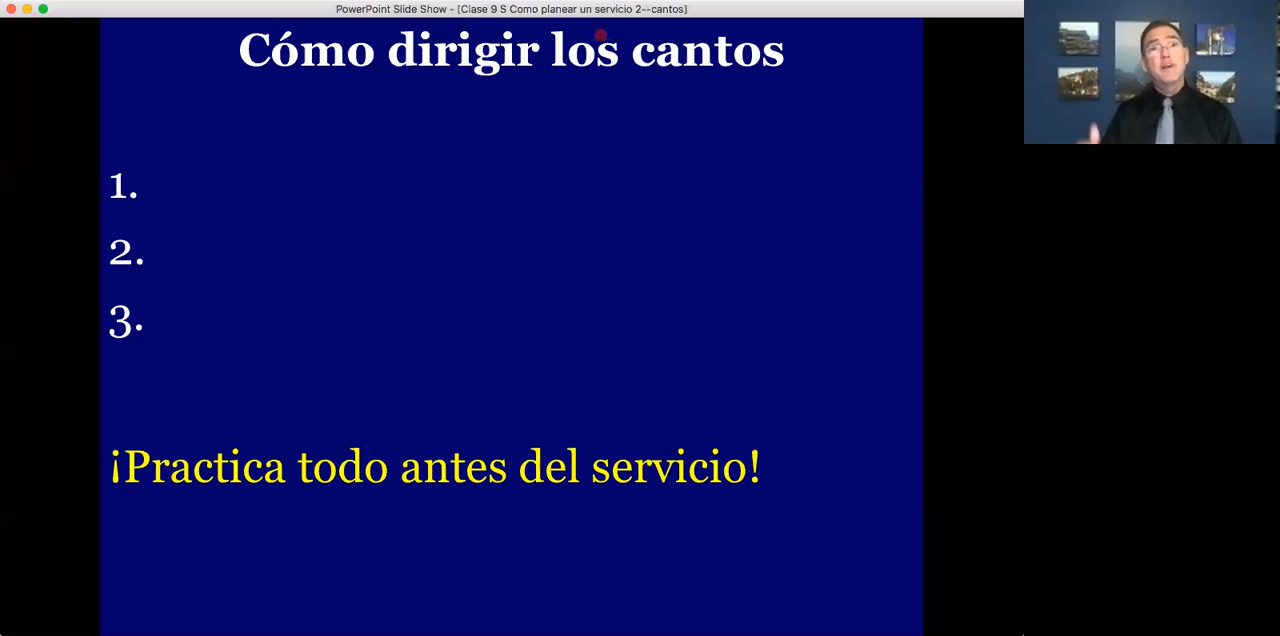 PowerPoint Slide Show - [Clase 9 S Como planear un servicio 2--cantos]
Cómo dirigir los cantos
1.
2.
3.
¡Practica todo antes del servicio!